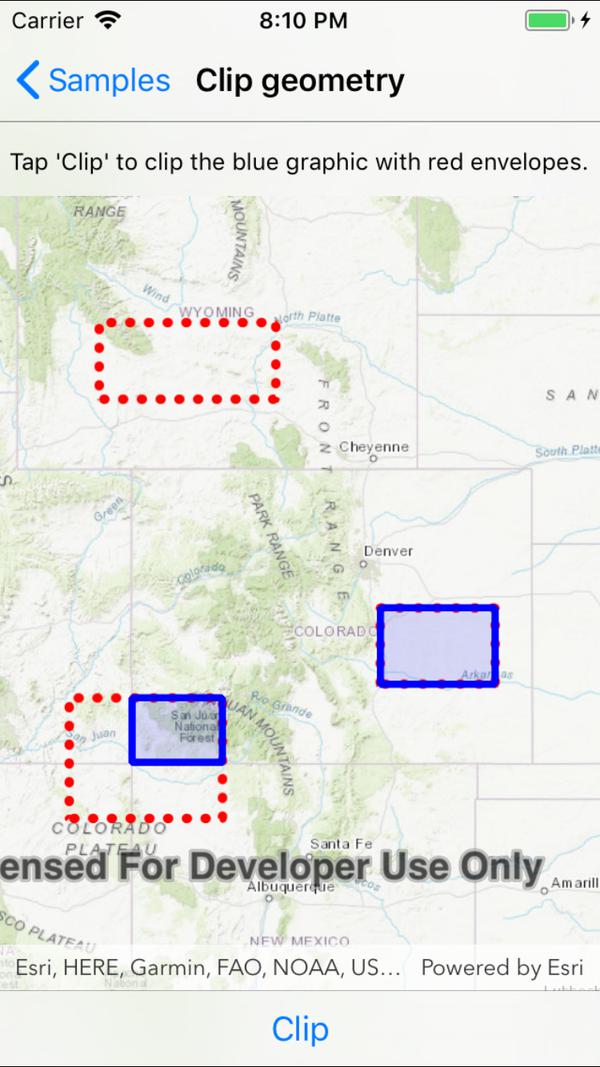 Carrier 8:10 PM
Samples Clip geometry
Tap 'Clip' to clip the blue graphic with red envelopes.
RANGE
MOUNTAINS
Wind
WYOMING
North Platte
FRONT RANGE
SAN
Cheyenne
South Platte
S
Green
PARK RANGE
Denver
Colorado
COLORADO
Arkansas
Rio Grande
San Juan
National
Forest
JUAN MOUNTAINS
San Juan
COLORADO
PLATEAU
Santa Fe
ensed For Developer Use Only
Albuquerque
Amarill
SCO PLATEAU
NEW MEXICO
National
Esri, HERE, Garmin, FAO, NOAA, US... Powered by Esri
Clip